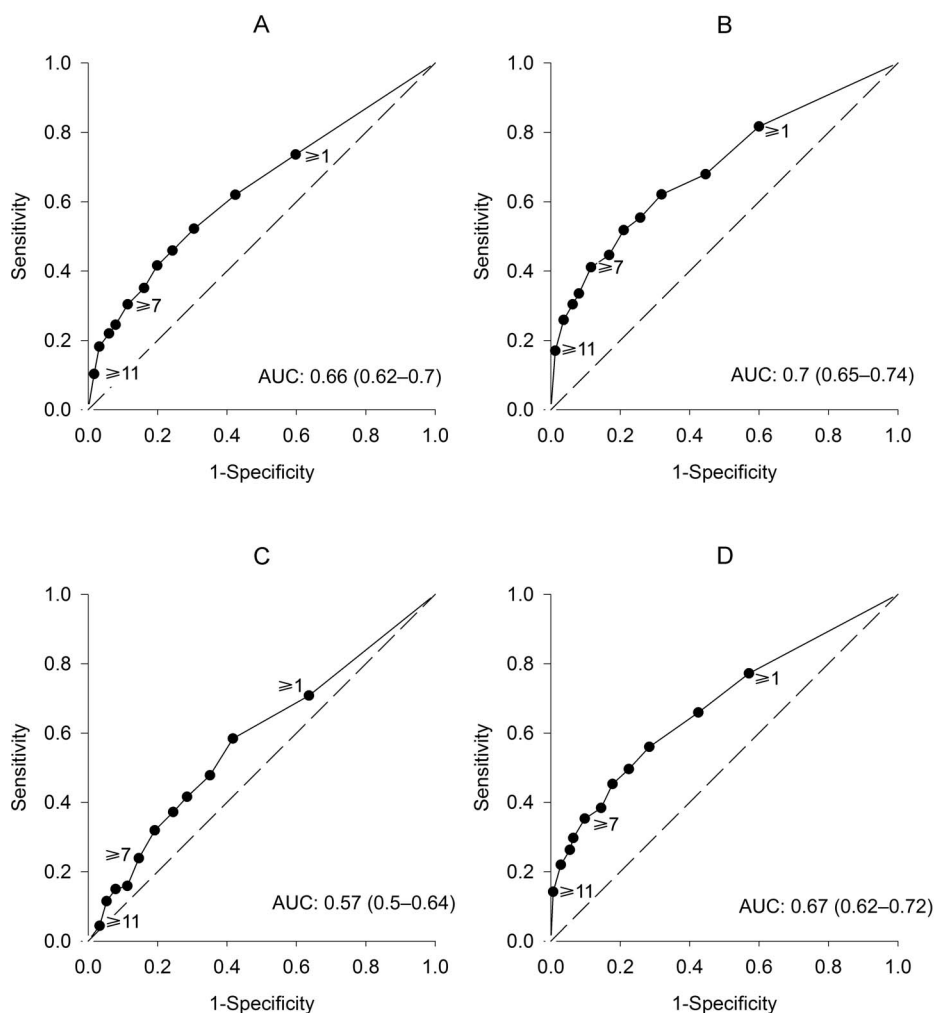 A
1.0
0.8
0.6
0.4
0.2
0.0
Sensitivity
⩾1
⩾7
⩾11
AUC: 0.66 (0.62–0.7)
0.0 0.2 0.4 0.6 0.8 1.0
1-Specificity
B
1.0
0.8
0.6
0.4
0.2
0.0
Sensitivity
⩾1
⩾7
⩾11
AUC: 0.7 (0.65–0.74)
0.0 0.2 0.4 0.6 0.8 1.0
1-Specificity
C
1.0
0.8
0.6
0.4
0.2
0.0
Sensitivity
⩾1
⩾7
⩾11
AUC: 0.57 (0.5–0.64)
0.0 0.2 0.4 0.6 0.8 1.0
1-Specificity
D
1.0
0.8
0.6
0.4
0.2
0.0
Sensitivity
⩾1
⩾7
⩾11
AUC: 0.67 (0.62–0.72)
0.0 0.2 0.4 0.6 0.8 1.0
1-Specificity